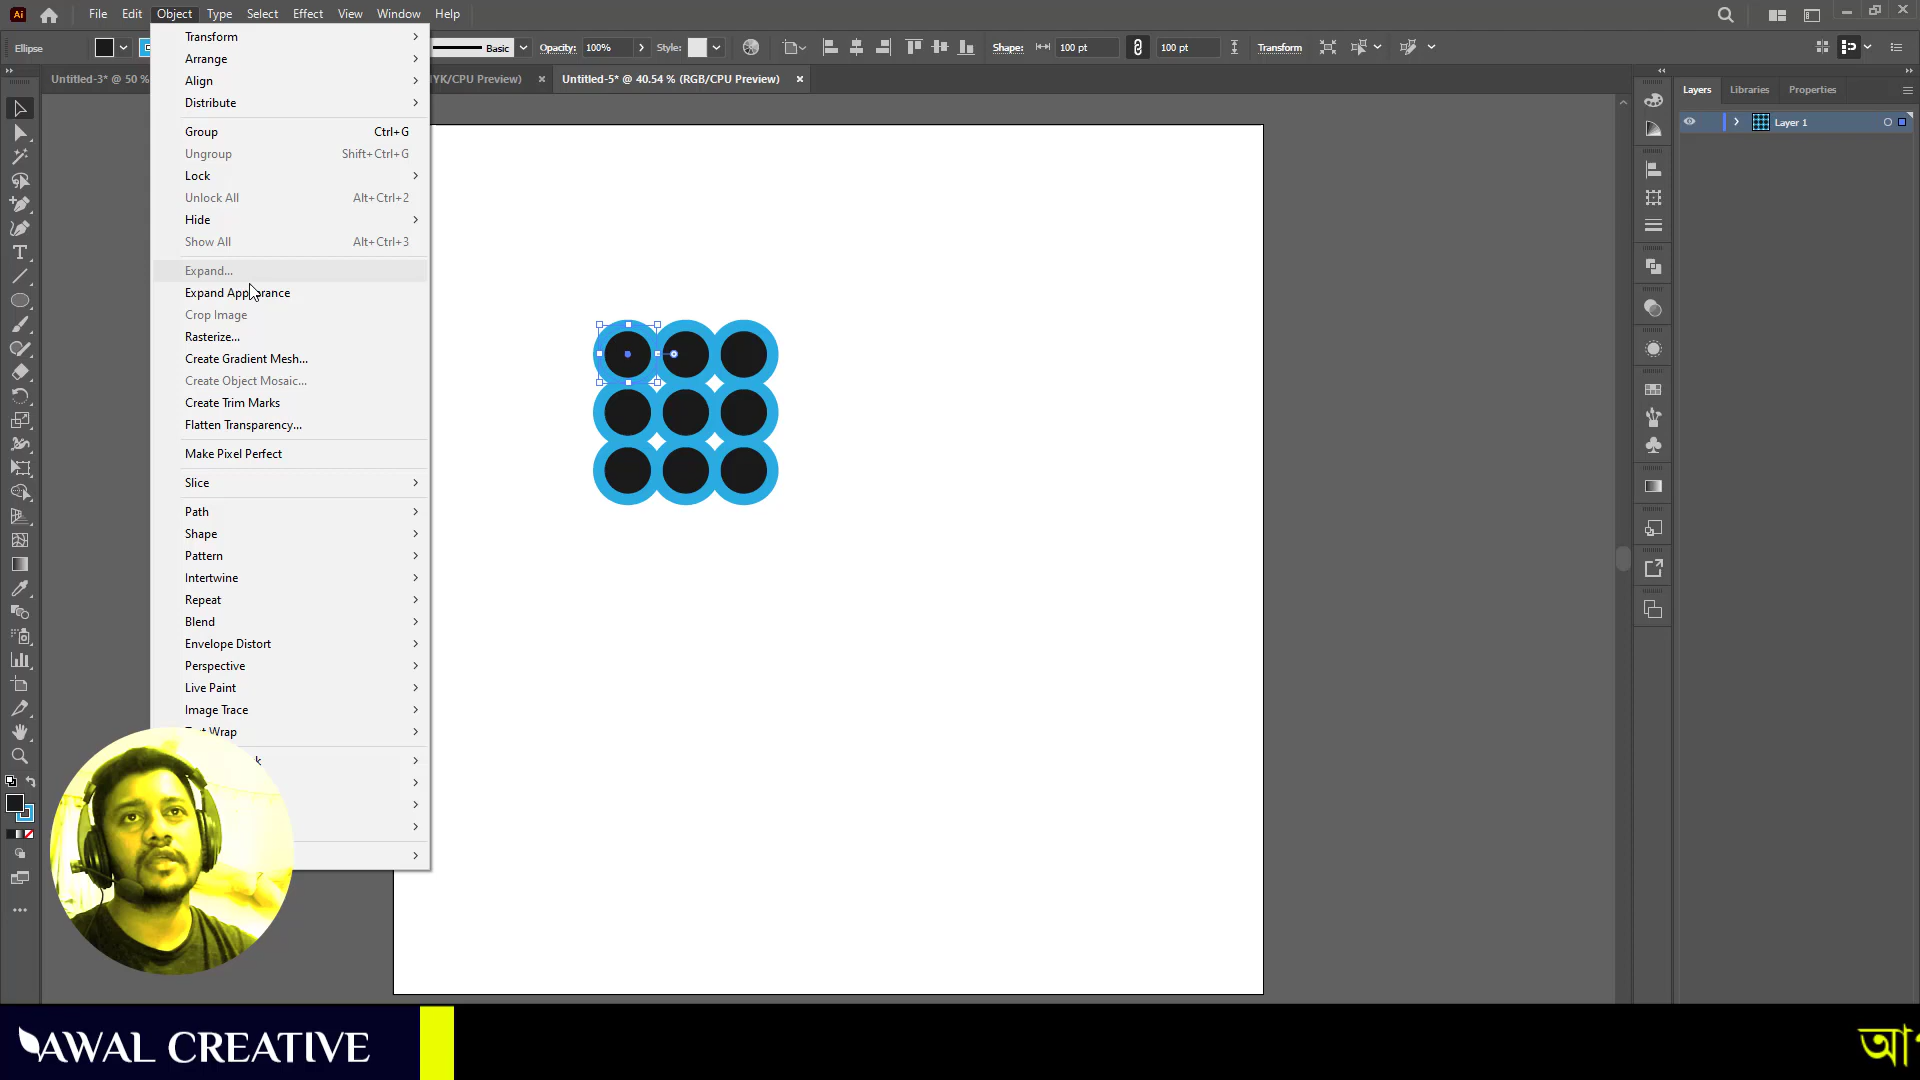 Ai File Edit Object Type Select Effect View Window Help
Ellipse Basic Opacity: 100% Style: Shape: 100 pt 100 pt Transform
Untitled-3* @ 50 % YK/CPU Preview) × Untitled-5* @ 40.54 % (RGB/CPU Preview) ×
Transform
Arrange
Align
Distribute
Group Ctrl+G
Ungroup Shift+Ctrl+G
Lock
Unlock All Alt+Ctrl+2
Hide
Show All Alt+Ctrl+3
Expand...
Expand Appearance
Crop Image
Rasterize...
Create Gradient Mesh...
Create Object Mosaic...
Create Trim Marks
Flatten Transparency...
Make Pixel Perfect
Slice
Path
Shape
Pattern
Intertwine
Repeat
Blend
Envelope Distort
Perspective
Live Paint
Image Trace
Wrap
Layers Libraries Properties
Layer 1
AWAL CREATIVE